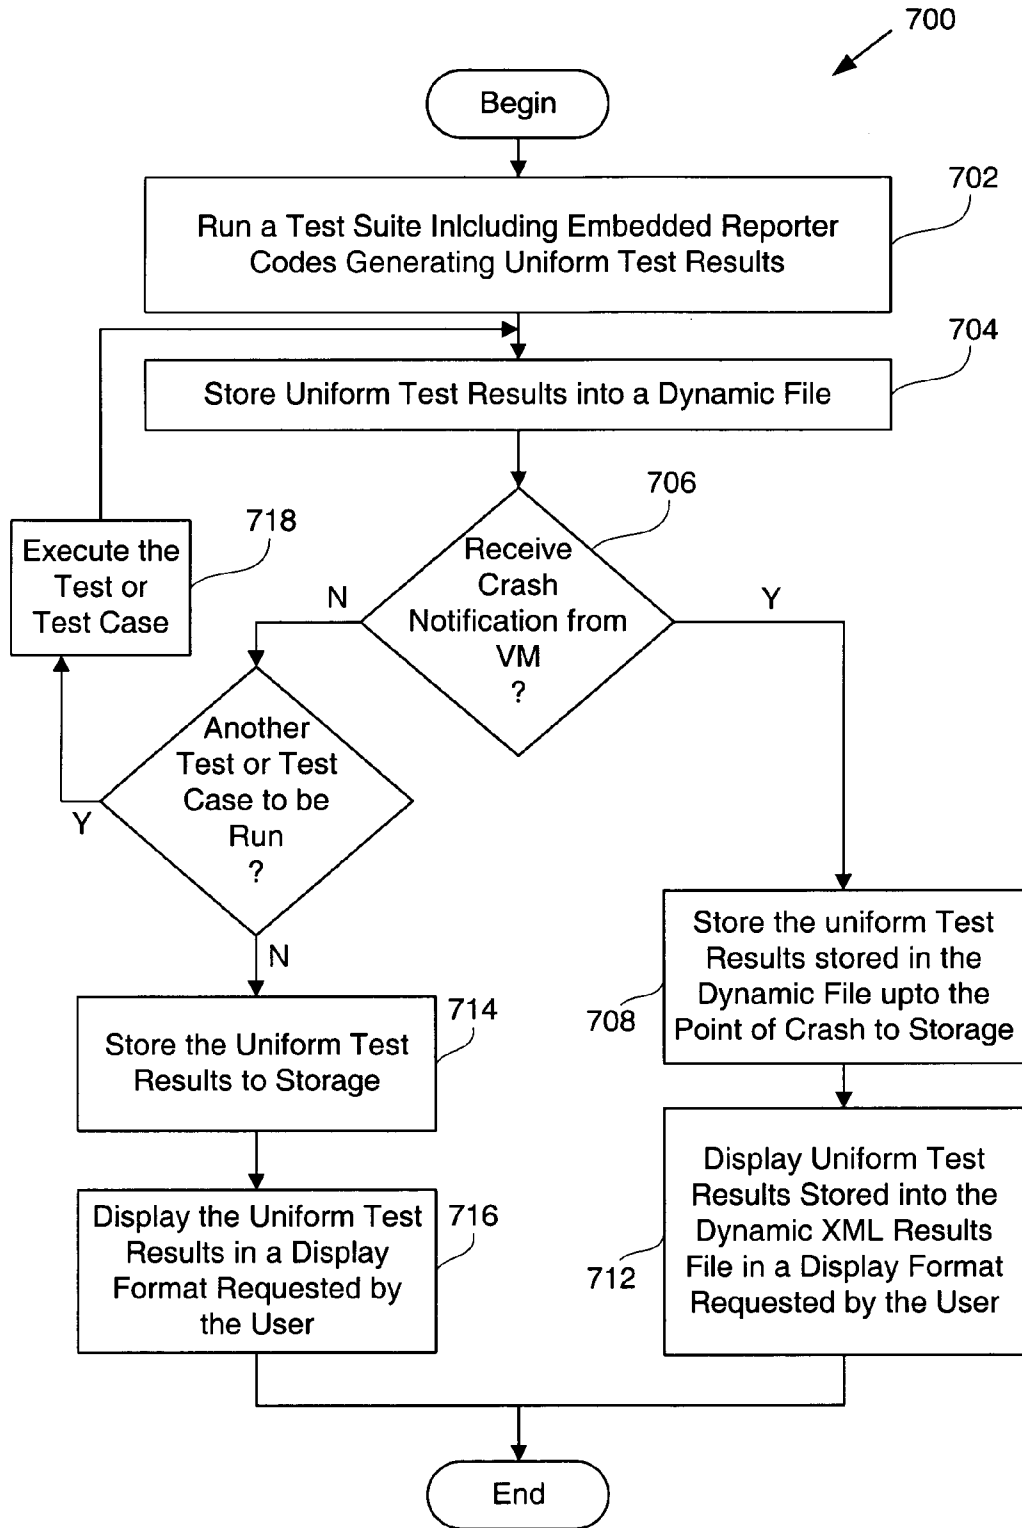 700
Begin
702
Run a Test Suite Inlcluding Embedded Reporter
Codes Generating Uniform Test Results
704
Store Uniform Test Results into a Dynamic File
706
Receive
Crash
Notification from
VM
?
N
Y
718
Execute the
Test or
Test Case
Another
Test or Test
Case to be
Run
?
Y
N
714
Store the Uniform Test
Results to Storage
708
Store the uniform Test
Results stored in the
Dynamic File upto the
Point of Crash to Storage
716
Display the Uniform Test
Results in a Display
Format Requested by
the User
712
Display Uniform Test
Results Stored into the
Dynamic XML Results
File in a Display Format
Requested by the User
End